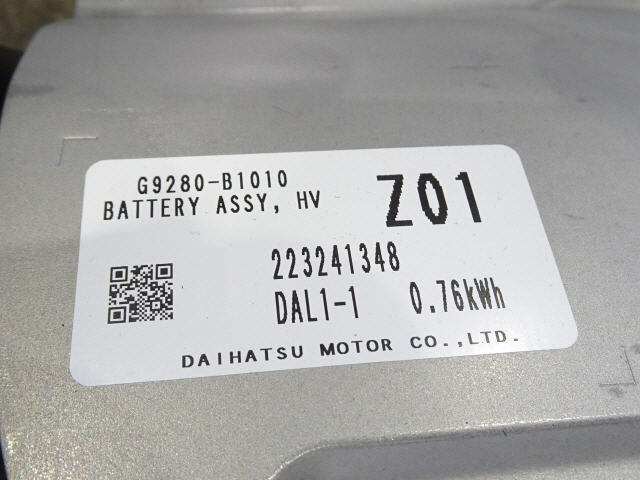 G9280-B1010
BATTERY ASSY, HV
Z01
223241348
DAL1-1 0.76kWh
DAIHATSU MOTOR CO.,LTD.